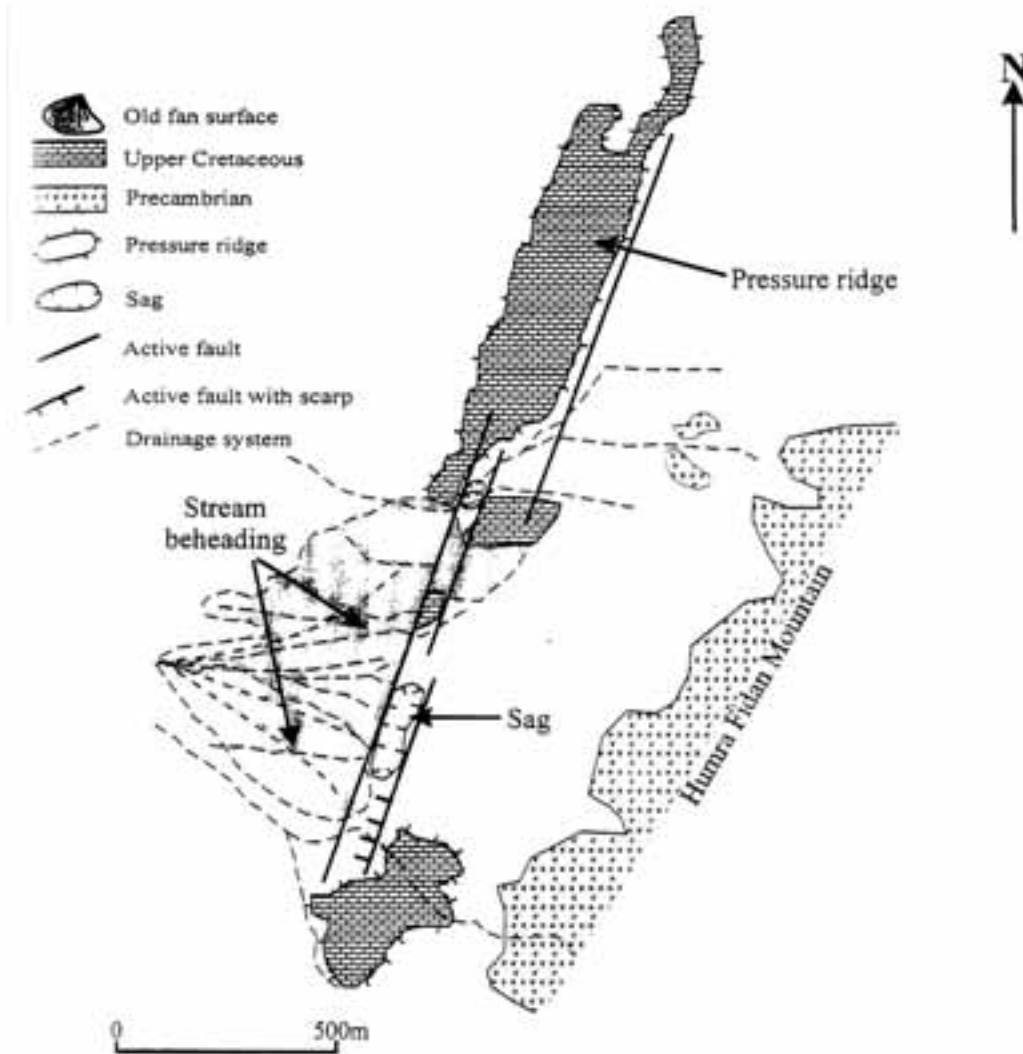 N
Old fan surface
Upper Cretaceous
Precambrian
Pressure ridge
Sag
Active fault
Active fault with scarp
Drainage system
Pressure ridge
Stream
beheading
Sag
Humra Fidan Mountain
0 500m